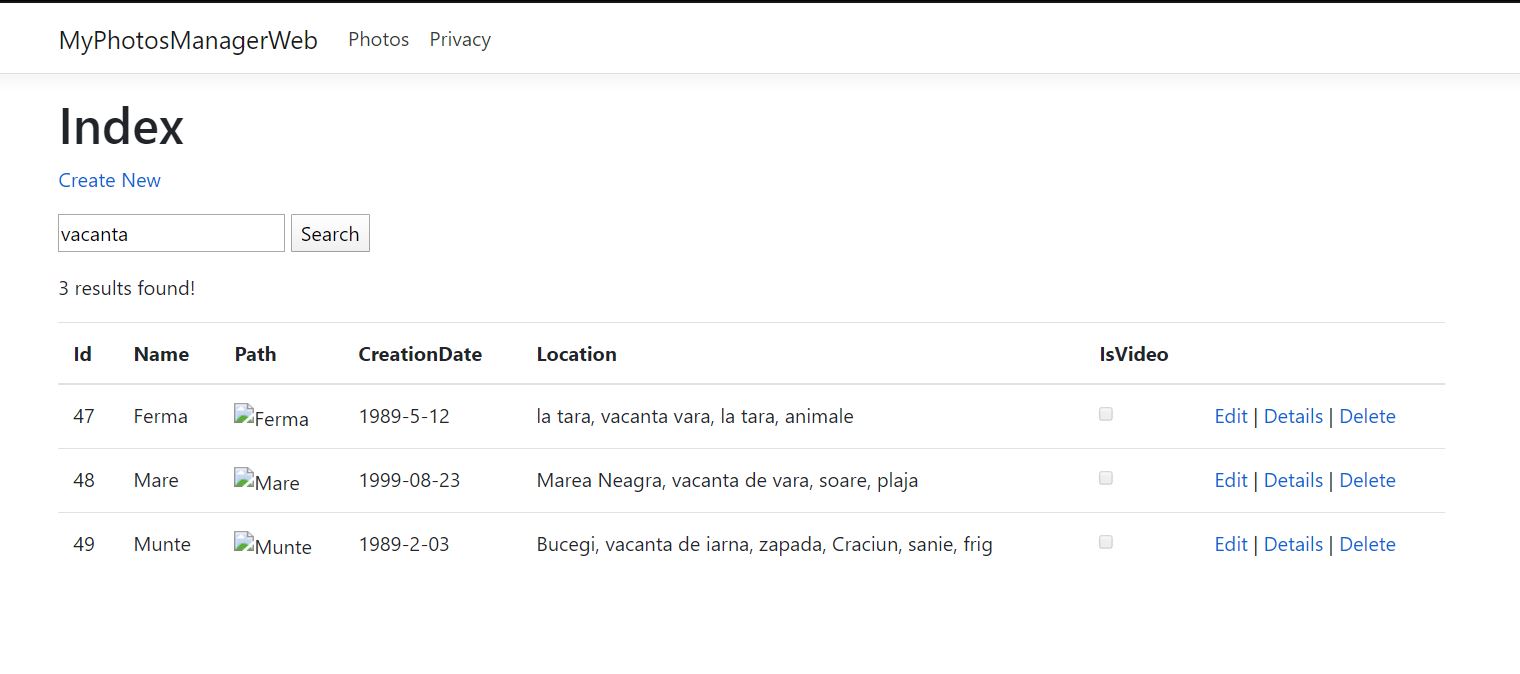 MyPhotosManagerWeb Photos Privacy
Index
Create New
vacanta Search
3 results found!
Id Name Path CreationDate Location IsVideo
47 Ferma Ferma 1989-5-12 la tara, vacanta vara, la tara, animale Edit | Details | Delete
48 Mare Mare 1999-08-23 Marea Neagra, vacanta de vara, soare, plaja Edit | Details | Delete
49 Munte Munte 1989-2-03 Bucegi, vacanta de iarna, zapada, Craciun, sanie, frig Edit | Details | Delete